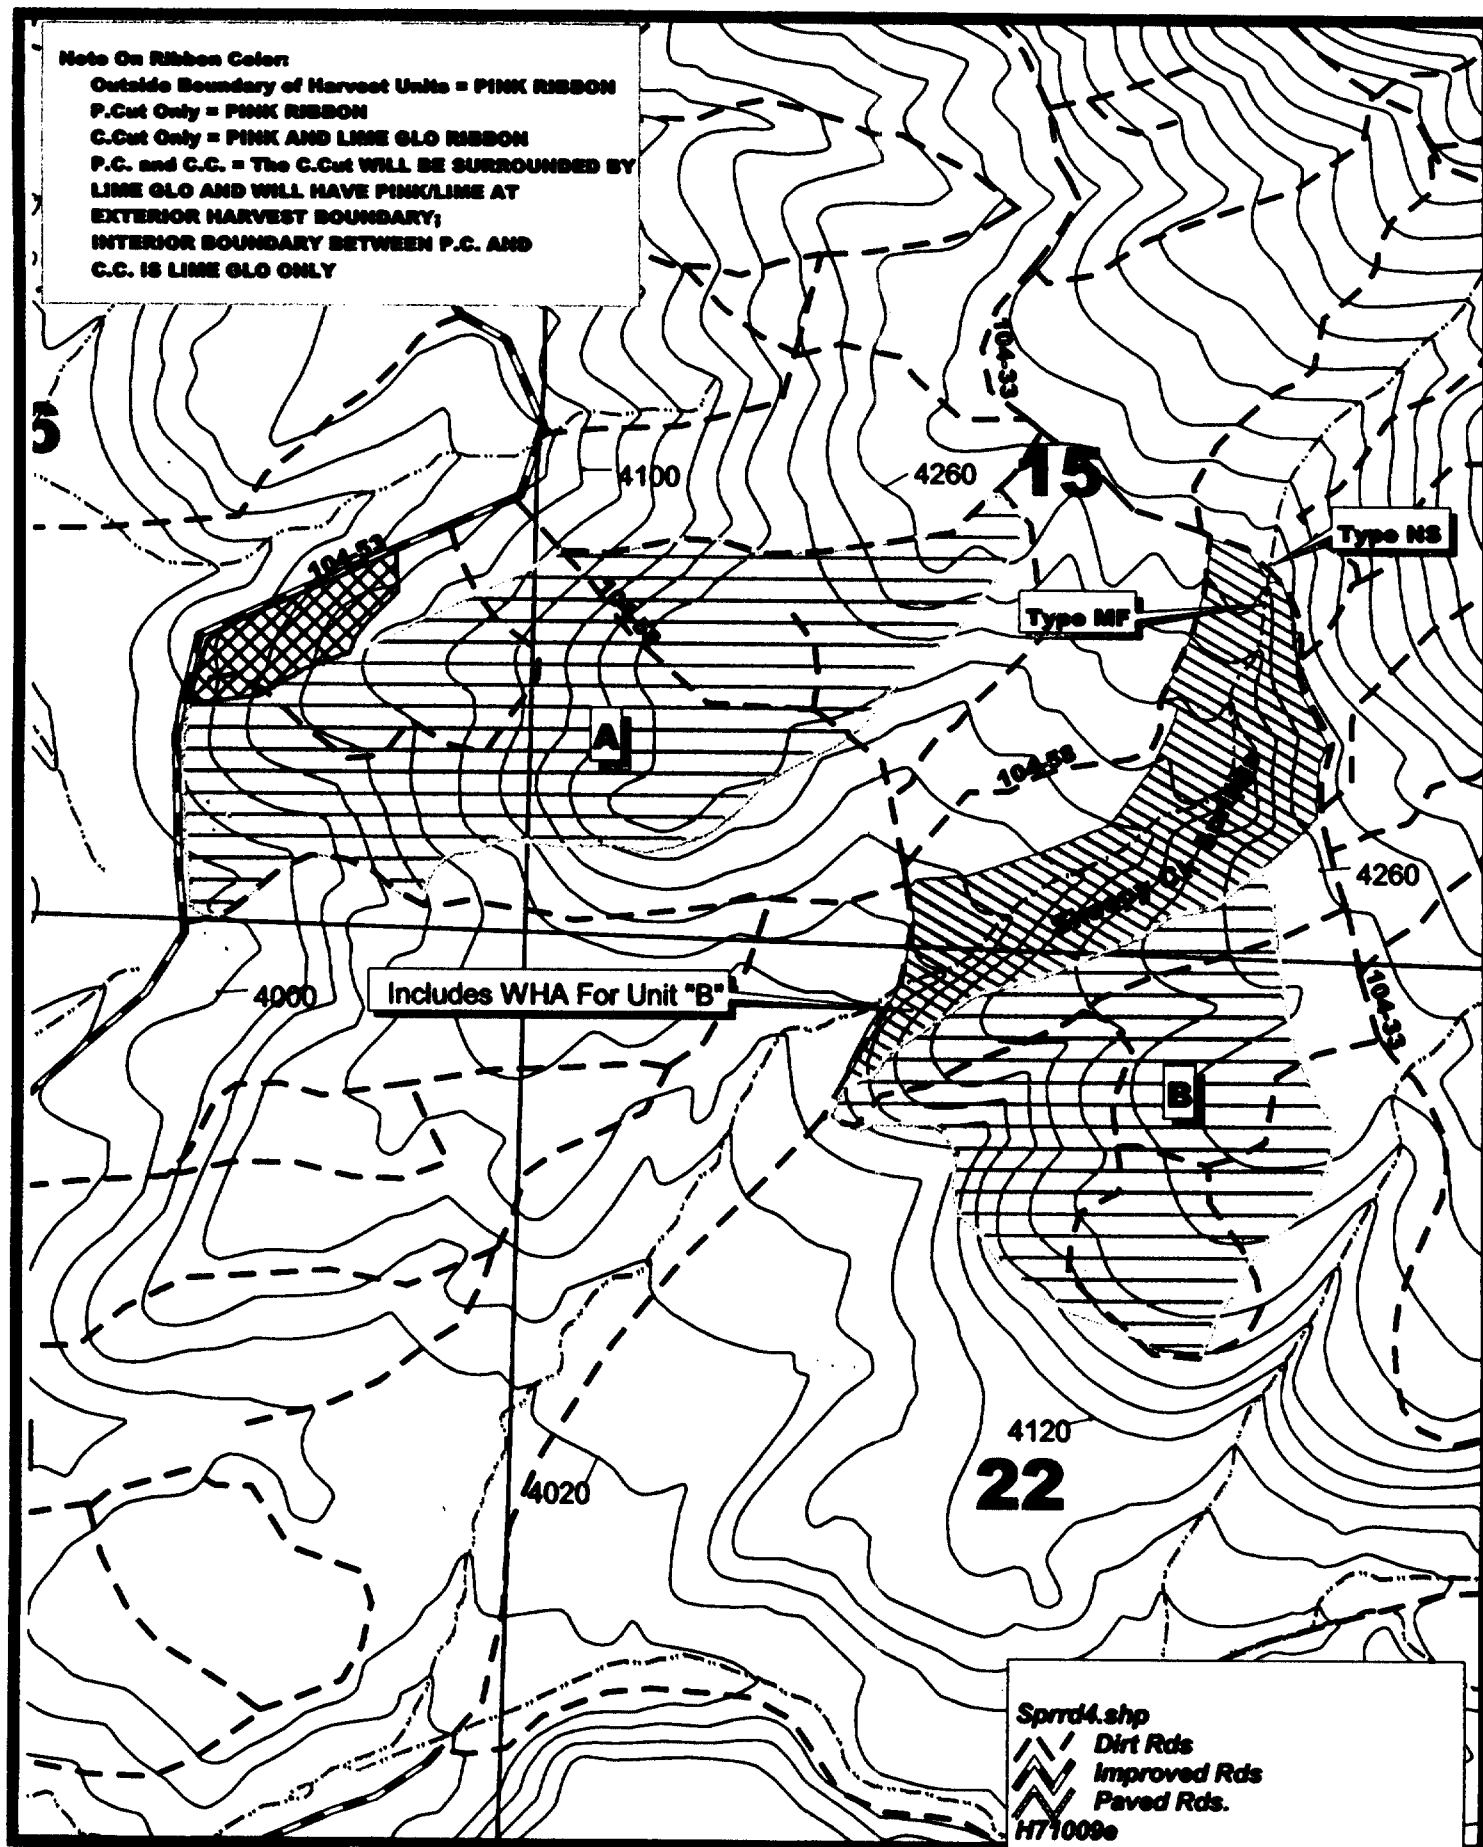 Note On Ribbon Color:
Outside Boundary of Harvest Units = PINK RIBBON
P.Cut Only = PINK RIBBON
C.Cut Only = PINK AND LIME GLO RIBBON
P.C. and C.C. = The C.Cut WILL BE SURROUNDED BY
LIME GLO AND WILL HAVE PINK/LIME AT
EXTERIOR HARVEST BOUNDARY;
INTERIOR BOUNDARY BETWEEN P.C. AND
C.C. IS LIME GLO ONLY
104-33
5
4100
4260
15
Type NS
104-53
Type MF
A
104-58
4260
Includes WHA For Unit "B"
4000
104-33
B
4120
22
4020
Sprrd4.shp
Dirt Rds
Improved Rds
Paved Rds.
H71009e